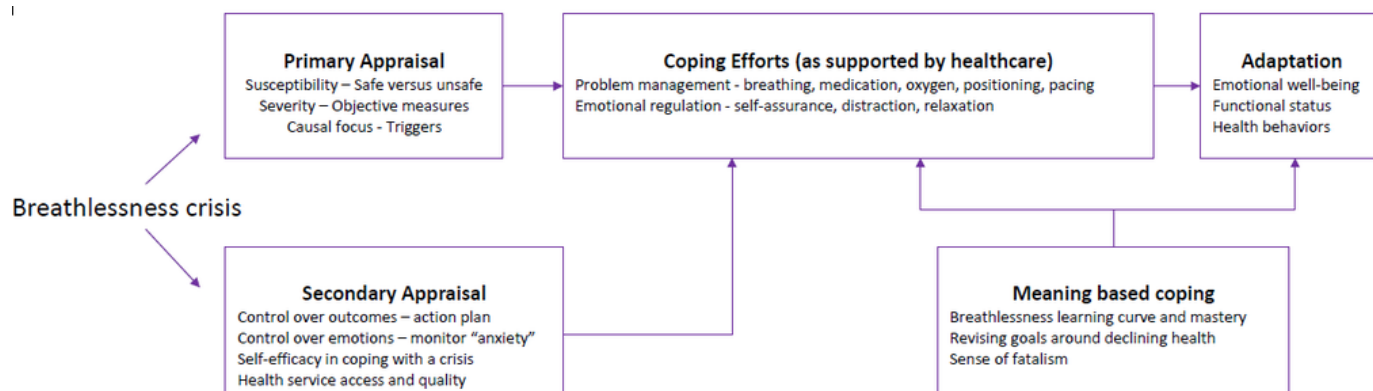 Primary Appraisal
Susceptibility – Safe versus unsafe
Severity – Objective measures
Causal focus - Triggers
Coping Efforts (as supported by healthcare)
Problem management - breathing, medication, oxygen, positioning, pacing
Emotional regulation - self-assurance, distraction, relaxation
Adaptation
Emotional well-being
Functional status
Health behaviors
Breathlessness crisis
Secondary Appraisal
Control over outcomes – action plan
Control over emotions – monitor “anxiety”
Self-efficacy in coping with a crisis
Health service access and quality
Meaning based coping
Breathlessness learning curve and mastery
Revising goals around declining health
Sense of fatalism